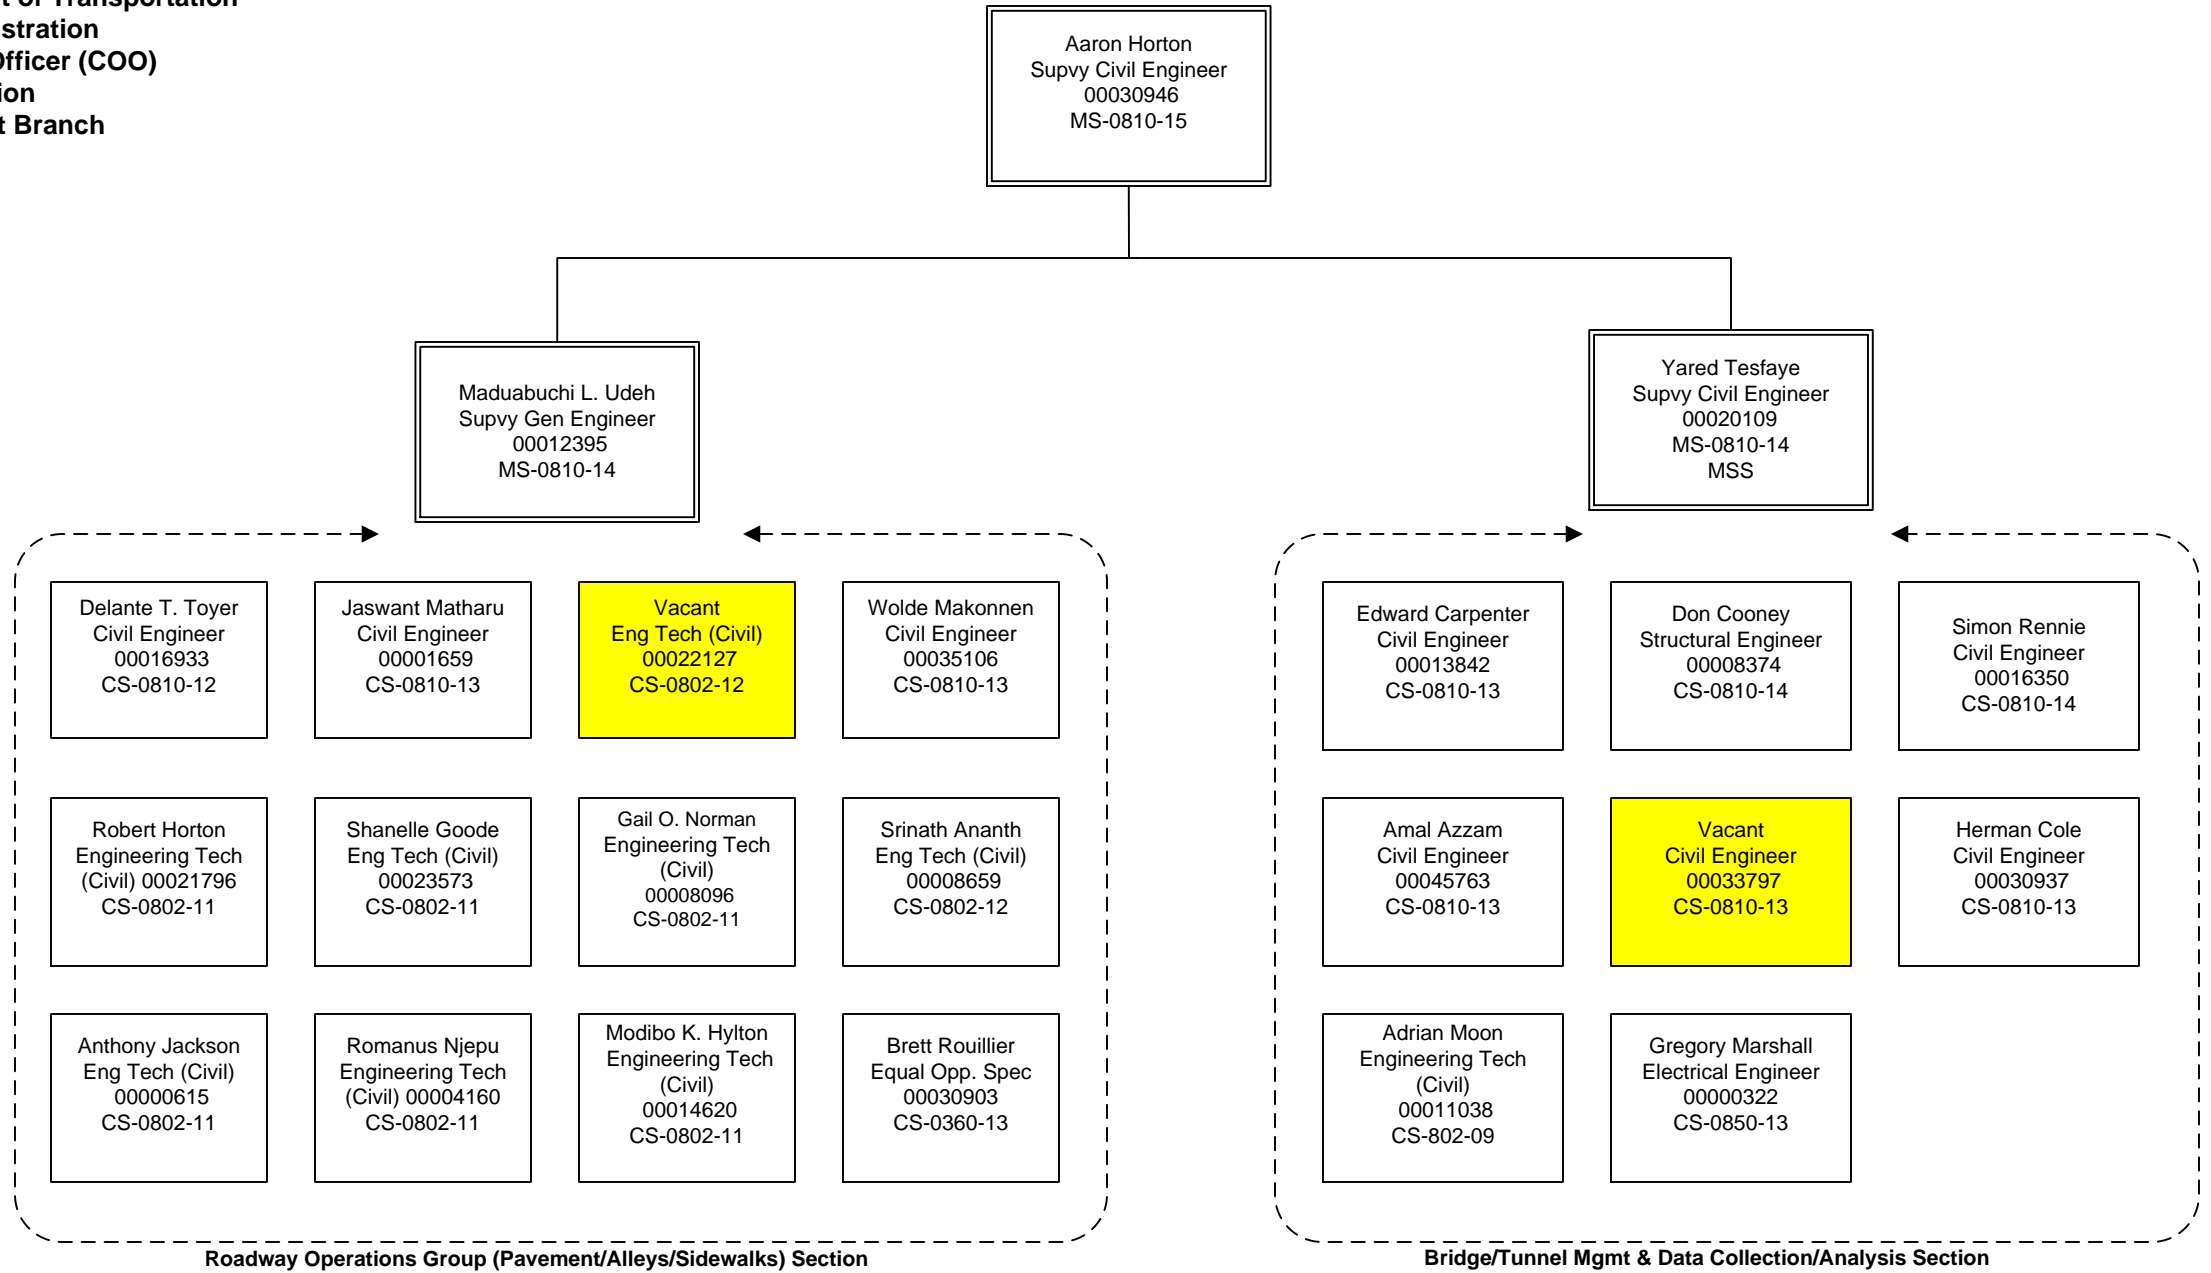 of Transportation
Officer (COO)
Branch
Aaron Horton
Supvy Civil Engineer
00030946
MS-0810-15
Maduabuchi L. Udeh
Supvy Gen Engineer
00012395
MS-0810-14
Yared Tesfaye
Supvy Civil Engineer
00020109
MS-0810-14
MSS
Delante T. Toyer
Civil Engineer
00016933
CS-0810-12
Jaswant Matharu
Civil Engineer
00001659
CS-0810-13
Vacant
Eng Tech (Civil)
00022127
CS-0802-12
Wolde Makonnen
Civil Engineer
00035106
CS-0810-13
Robert Horton
Engineering Tech
(Civil) 00021796
CS-0802-11
Shanelle Goode
Eng Tech (Civil)
00023573
CS-0802-11
Gail O. Norman
Engineering Tech
(Civil)
00008096
CS-0802-11
Srinath Ananth
Eng Tech (Civil)
00008659
CS-0802-12
Anthony Jackson
Eng Tech (Civil)
00000615
CS-0802-11
Romanus Njepu
Engineering Tech
(Civil) 00004160
CS-0802-11
Modibo K. Hylton
Engineering Tech
(Civil)
00014620
CS-0802-11
Brett Rouillier
Equal Opp. Spec
00030903
CS-0360-13
Roadway Operations Group (Pavement/Alleys/Sidewalks) Section
Edward Carpenter
Civil Engineer
00013842
CS-0810-13
Don Cooney
Structural Engineer
00008374
CS-0810-14
Simon Rennie
Civil Engineer
00016350
CS-0810-14
Amal Azzam
Civil Engineer
00045763
CS-0810-13
Vacant
Civil Engineer
00033797
CS-0810-13
Herman Cole
Civil Engineer
00030937
CS-0810-13
Adrian Moon
Engineering Tech
(Civil)
00011038
CS-802-09
Gregory Marshall
Electrical Engineer
00000322
CS-0850-13
Bridge/Tunnel Mgmt & Data Collection/Analysis Section